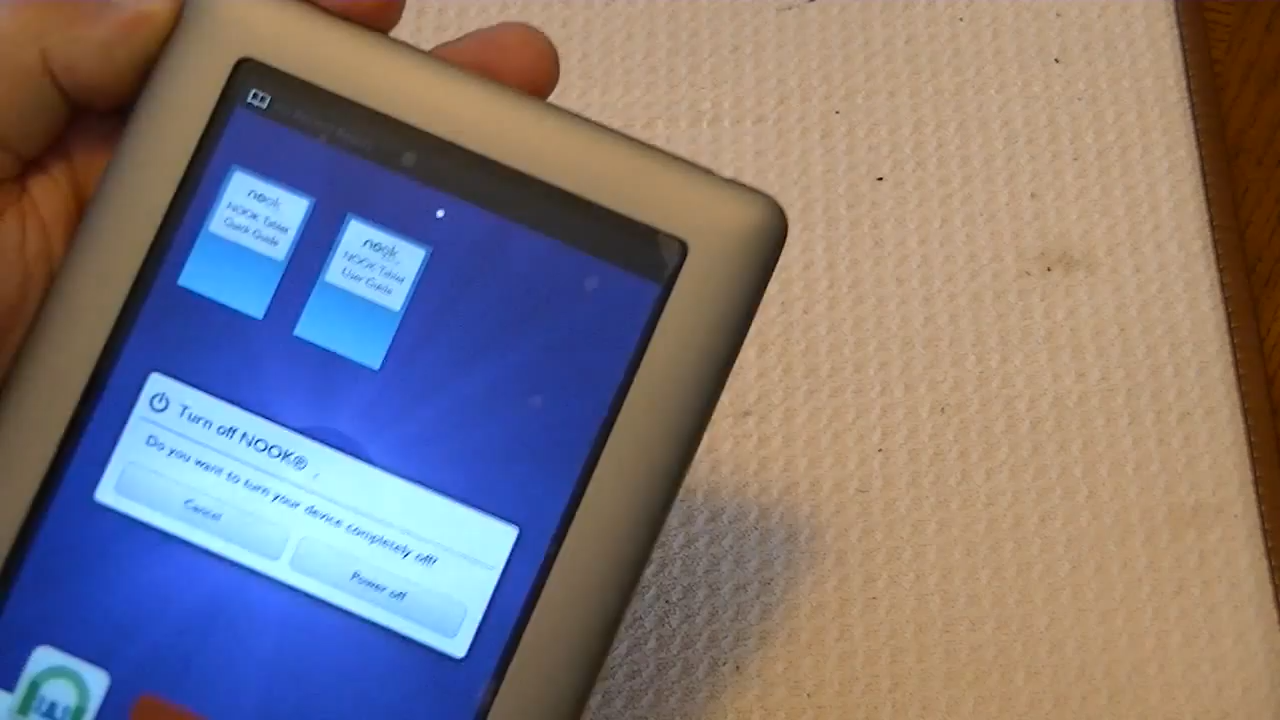 nook
NOOK Tablet
Quick Guide
nook
NOOK Tablet
User Guide
Turn off NOOK®
Do you want to turn your device completely off?
Cancel
Power off